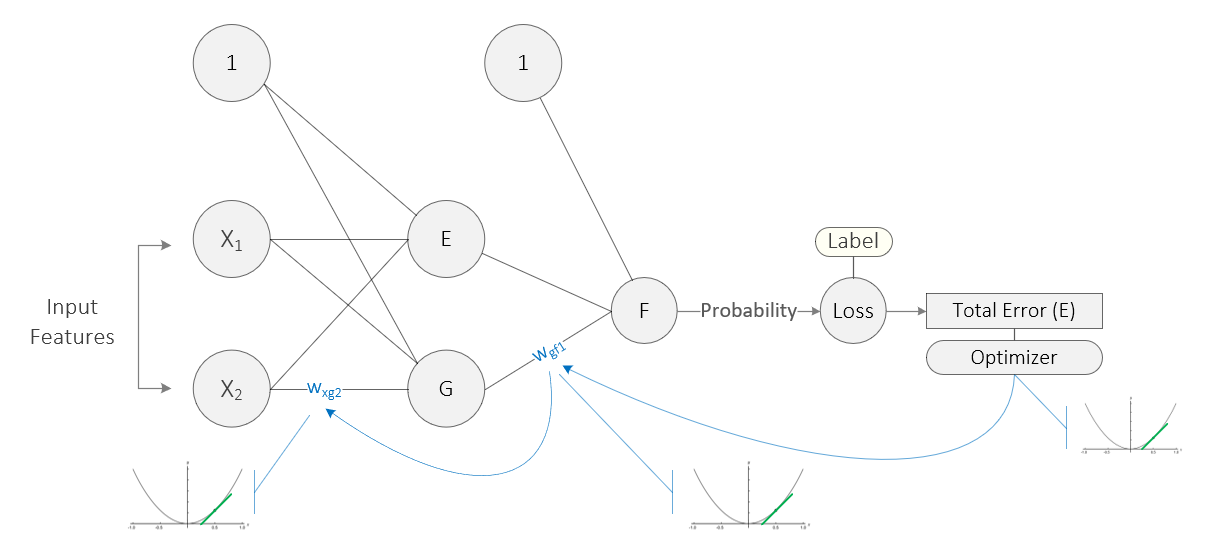 1
1
X1
E
Label
Input
Features
F
Probability
Loss
Total Error (E)
wgf1
Optimizer
X2
wxg2
G